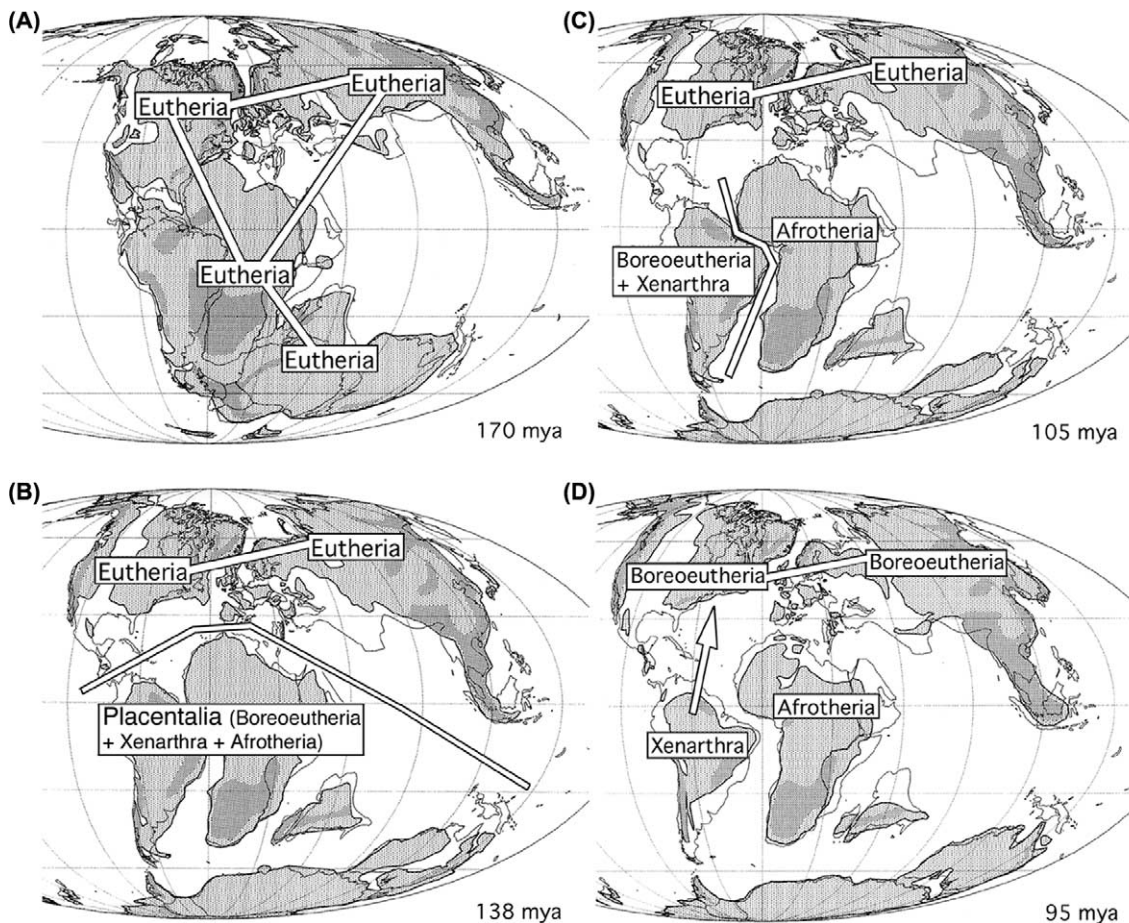 (A)
Eutheria
Eutheria
Eutheria
Eutheria
170 mya
(B)
Eutheria
Eutheria
Placentalia (Boreoeutheria
+ Xenarthra + Afrotheria)
138 mya
(C)
Eutheria
Eutheria
Afrotheria
Boreoeutheria
+ Xenarthra
105 mya
(D)
Boreoeutheria
Boreoeutheria
Afrotheria
Xenarthra
95 mya